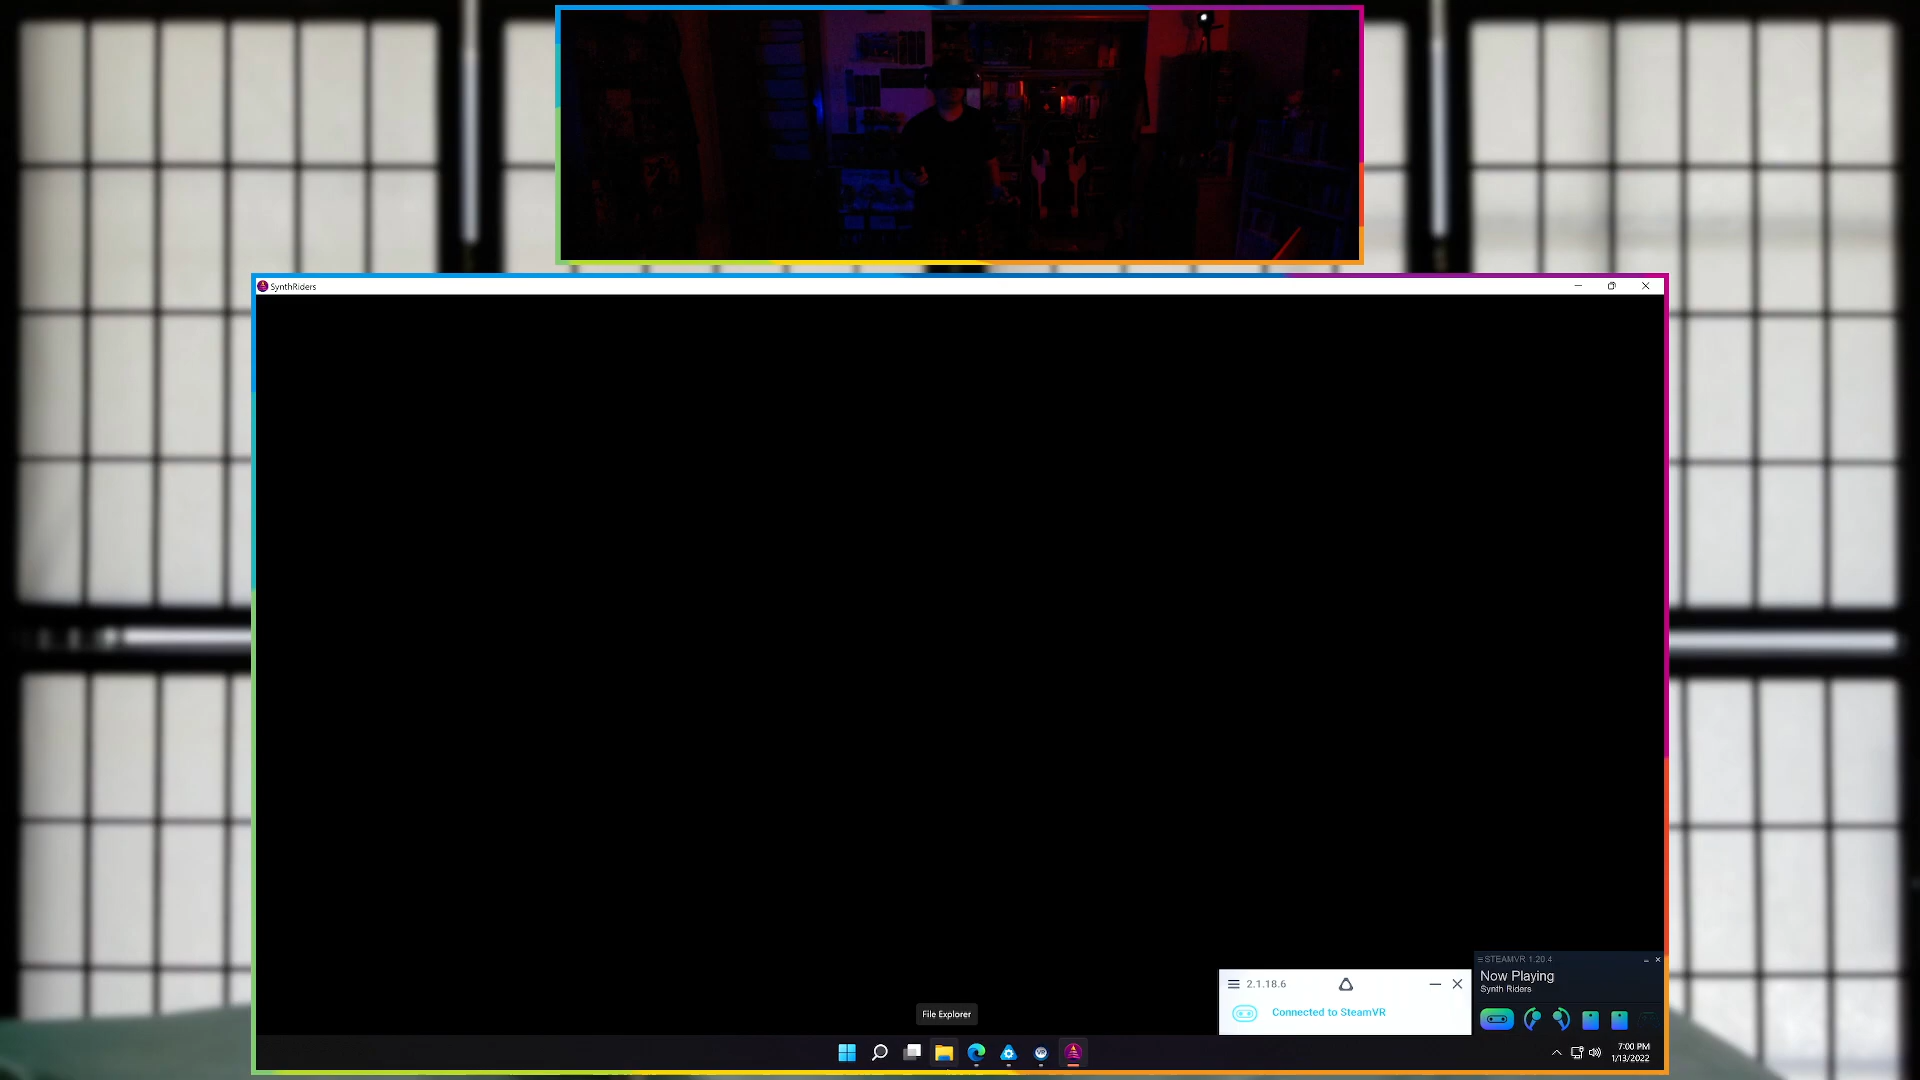 SynthRiders
STEAMVR 1.20.4
Now Playing
Synth Riders
2.1.18.6
Connected to SteamVR
File Explorer
7:00 PM
1/13/2022